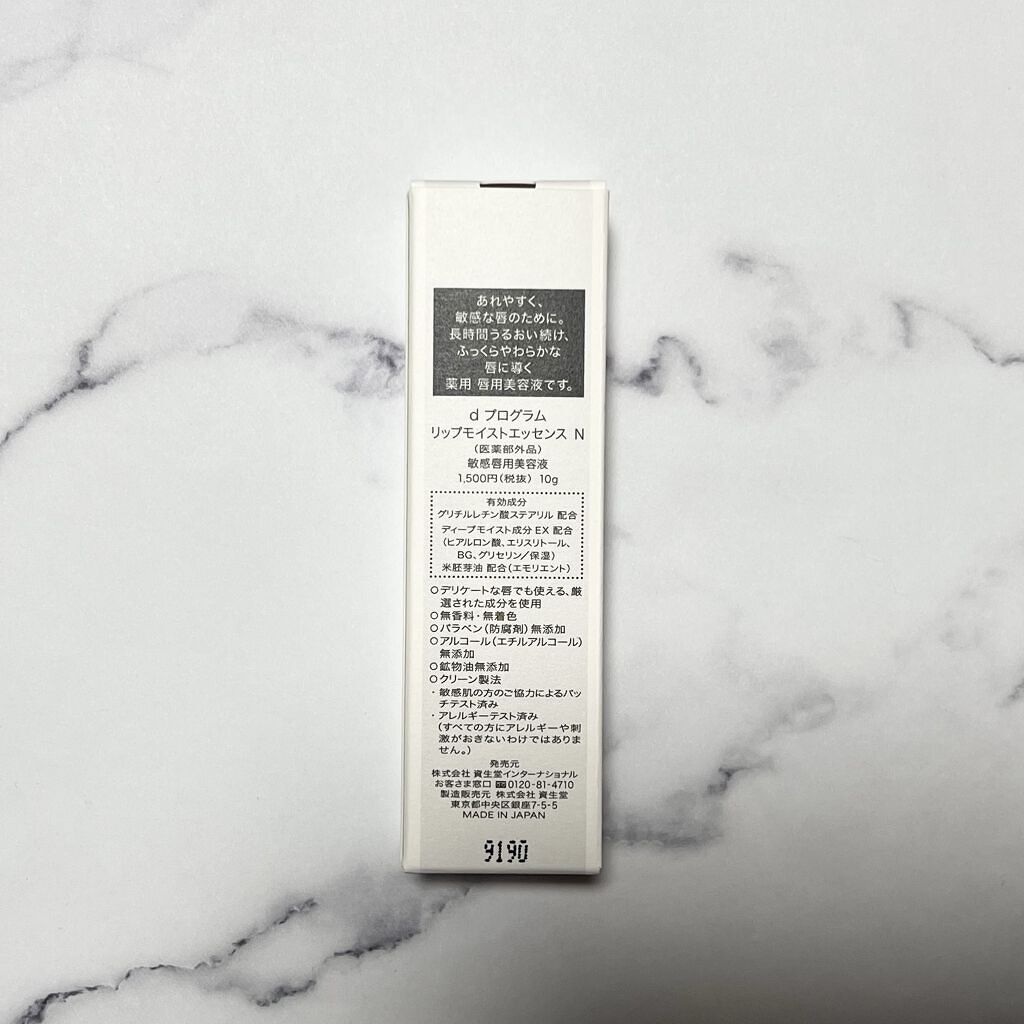 あれやすく、
敏感な唇のために。
長時間うるおい続け、
ふっくらやわらかな
唇に導く
薬用 唇用美容液です。
d プログラム
リップモイストエッセンス N
(医薬部外品)
敏感唇用美容液
1,500円(税抜) 10g
有効成分
グリチルレチン酸ステアリル 配合
ディープモイスト成分 EX 配合
(ヒアルロン酸、エリスリトール、
BG、グリセリン/保湿)
米胚芽油 配合(エモリエント)
○デリケートな唇でも使える、厳
選された成分を使用
○無香料・無着色
○パラベン(防腐剤)無添加
○アルコール(エチルアルコール)
無添加
○鉱物油無添加
○クリーン製法
・敏感肌の方のご協力によるパッ
チテスト済み
・アレルギーテスト済み
(すべての方にアレルギーや刺
激がおきないわけではありま
せん。)
発売元
株式会社 資生堂インターナショナル
お客さま窓口 0120-81-4710
製造販売元 株式会社 資生堂
東京都中央区銀座7-5-5
MADE IN JAPAN
9190